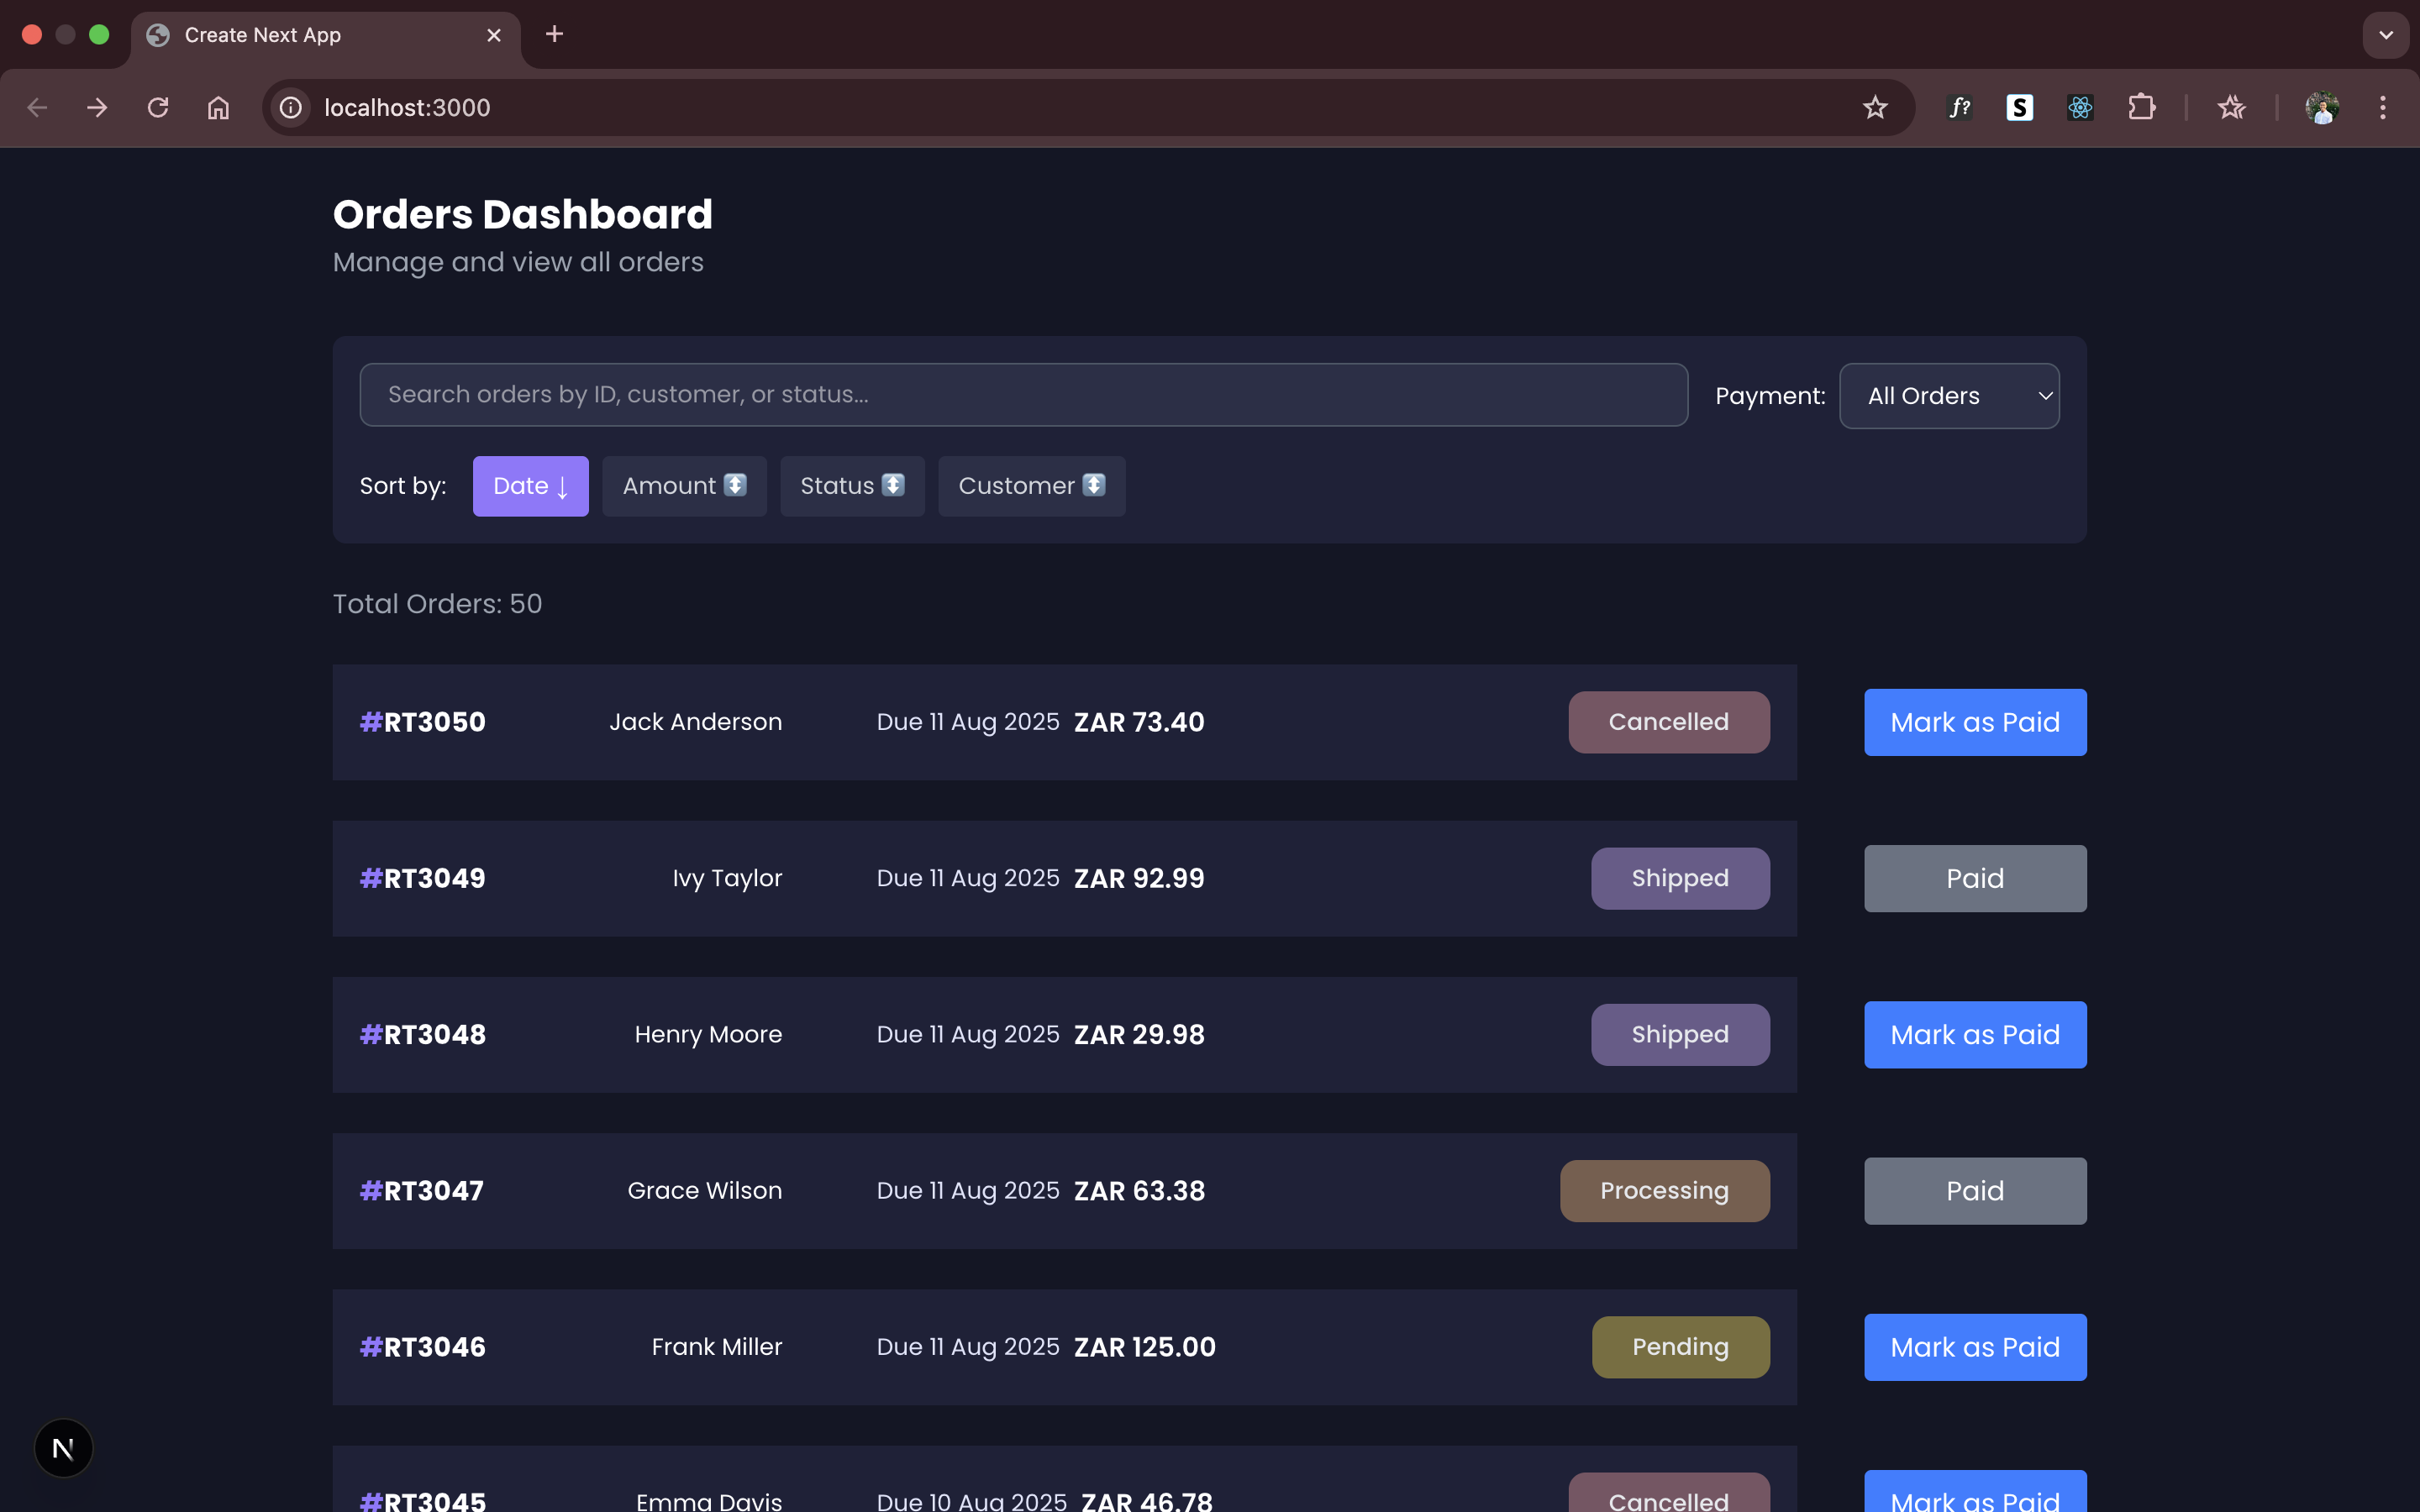 Create Next App
localhost:3000
Orders Dashboard
Manage and view all orders
Search orders by ID, customer, or status...
Payment: All Orders
Sort by: Date ↓ Amount ↕️ Status ↕️ Customer ↕️
Total Orders: 50
#RT3050 Jack Anderson Due 11 Aug 2025 ZAR 73.40 Cancelled Mark as Paid
#RT3049 Ivy Taylor Due 11 Aug 2025 ZAR 92.99 Shipped Paid
#RT3048 Henry Moore Due 11 Aug 2025 ZAR 29.98 Shipped Mark as Paid
#RT3047 Grace Wilson Due 11 Aug 2025 ZAR 63.38 Processing Paid
#RT3046 Frank Miller Due 11 Aug 2025 ZAR 125.00 Pending Mark as Paid
#RT3045 Emma Davis Due 10 Aug 2025 ZAR 46.78 Cancelled Mark as Paid